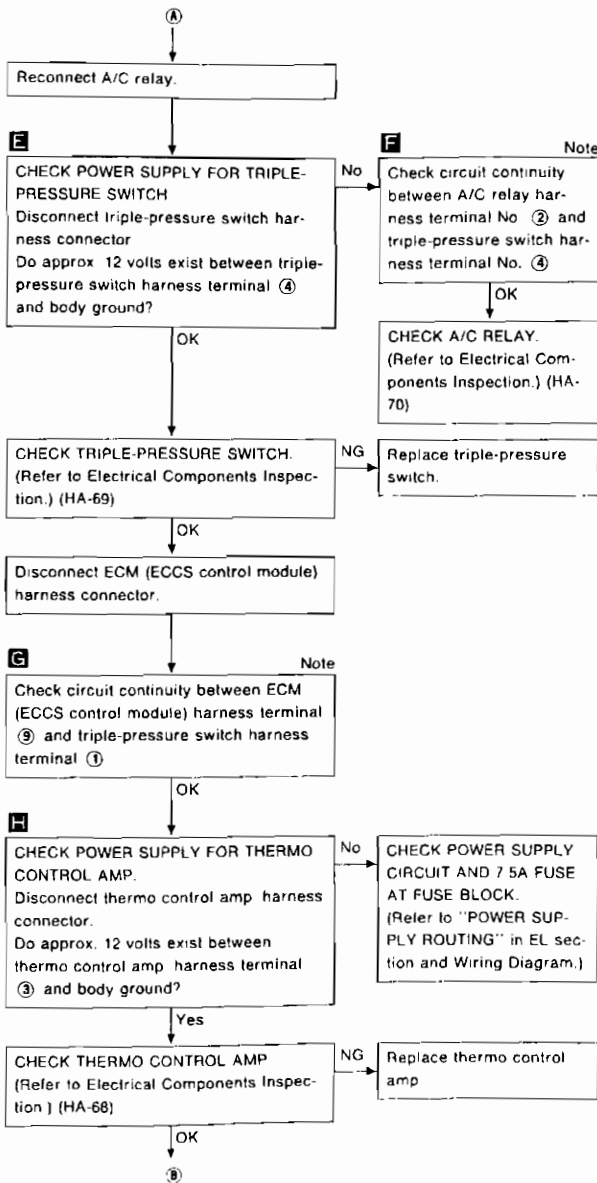 Ⓐ
Reconnect A/C relay.
E
CHECK POWER SUPPLY FOR TRIPLE-
PRESSURE SWITCH
Disconnect triple-pressure switch har-
ness connector
Do approx 12 volts exist between triple-
pressure switch harness terminal ④
and body ground?
No
F
Note
Check circuit continuity
between A/C relay har-
ness terminal No ② and
triple-pressure switch har-
ness terminal No. ④
OK
CHECK A/C RELAY.
(Refer to Electrical Com-
ponents Inspection.) (HA-
70)
OK
CHECK TRIPLE-PRESSURE SWITCH.
(Refer to Electrical Components Inspec-
tion.) (HA-69)
NG
Replace triple-pressure
switch.
OK
Disconnect ECM (ECCS control module)
harness connector.
G
Note
Check circuit continuity between ECM
(ECCS control module) harness terminal
⑨ and triple-pressure switch harness
terminal ①
OK
H
CHECK POWER SUPPLY FOR THERMO
CONTROL AMP.
Disconnect thermo control amp harness
connector.
Do approx. 12 volts exist between
thermo control amp harness terminal
③ and body ground?
No
CHECK POWER SUPPLY
CIRCUIT AND 7 5A FUSE
AT FUSE BLOCK.
(Refer to "POWER SUP-
PLY ROUTING" in EL sec-
tion and Wiring Diagram.)
Yes
CHECK THERMO CONTROL AMP
(Refer to Electrical Components Inspec-
tion ) (HA-68)
NG
Replace thermo control
amp
OK
Ⓑ